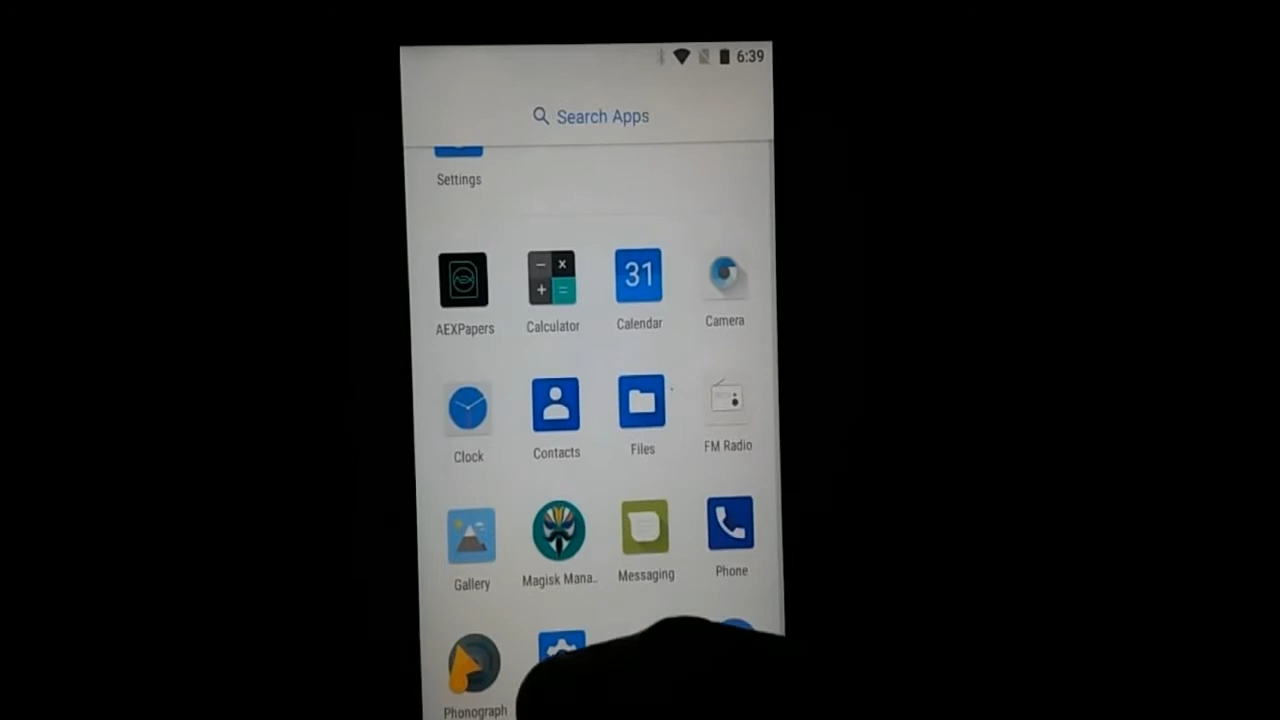 6:39
Search Apps
Settings
31
AEXPapers
Calculator
Calendar
Camera
Clock
Contacts
Files
FM Radio
Gallery
Magisk Mana..
Messaging
Phone
Phonograph